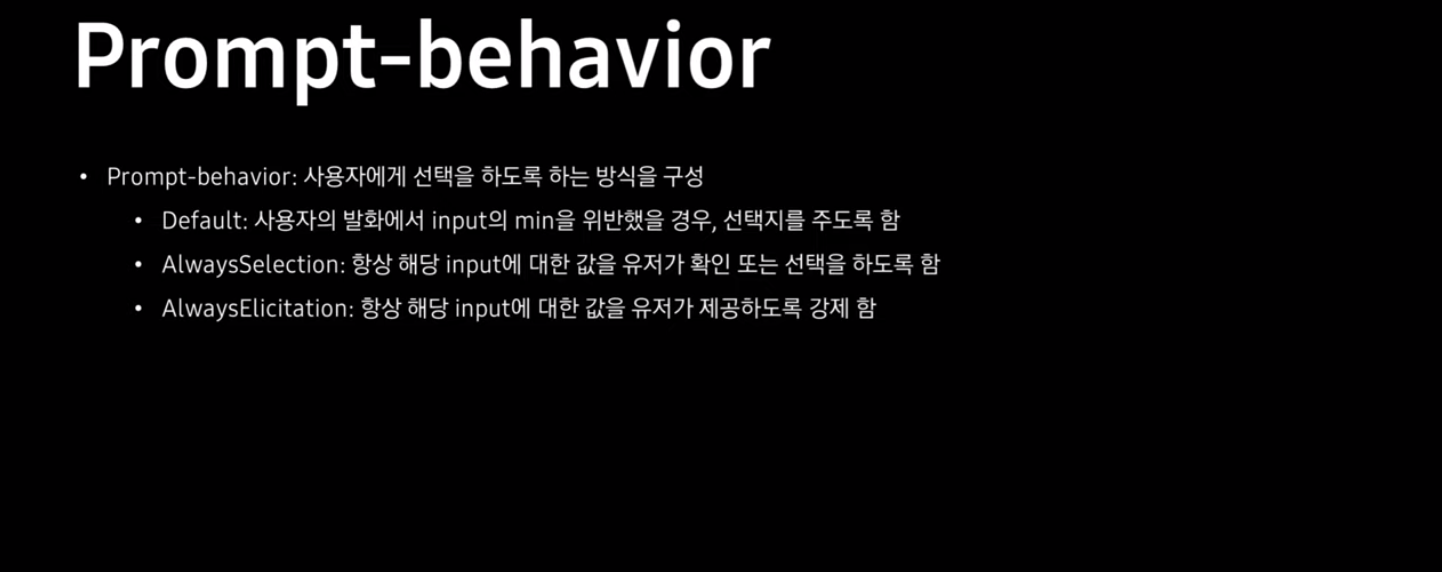 Prompt-behavior
• Prompt-behavior: 사용자에게 선택을 하도록 하는 방식을 구성
• Default: 사용자의 발화에서 input의 min을 위반했을 경우, 선택지를 주도록 함
• AlwaysSelection: 항상 해당 input에 대한 값을 유저가 확인 또는 선택을 하도록 함
• AlwaysElicitation: 항상 해당 input에 대한 값을 유저가 제공하도록 강제 함